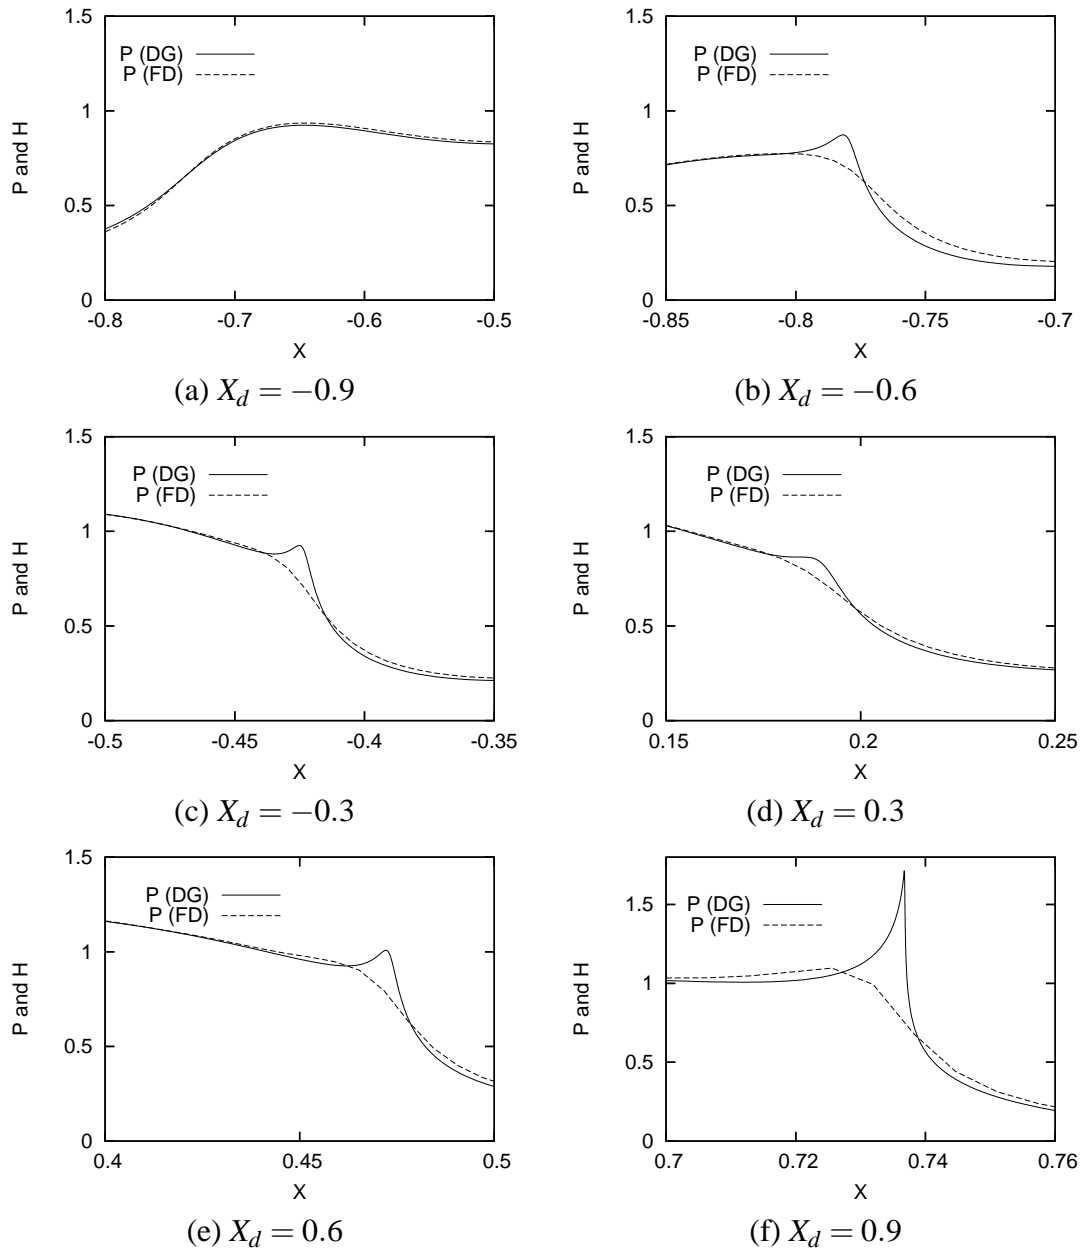 1.5
P (DG)
P (FD)
1
P and H
0.5
0
-0.8
-0.7
-0.6
-0.5
X
(a) X_d = −0.9
1.5
P (DG)
P (FD)
1
P and H
0.5
0
-0.85
-0.8
-0.75
-0.7
X
(b) X_d = −0.6
1.5
P (DG)
P (FD)
1
P and H
0.5
0
-0.5
-0.45
-0.4
-0.35
X
(c) X_d = −0.3
1.5
P (DG)
P (FD)
1
P and H
0.5
0
0.15
0.2
0.25
X
(d) X_d = 0.3
1.5
P (DG)
P (FD)
1
P and H
0.5
0
0.4
0.45
0.5
X
(e) X_d = 0.6
1.5
P (DG)
P (FD)
1
P and H
0.5
0
0.7
0.72
0.74
0.76
X
(f) X_d = 0.9